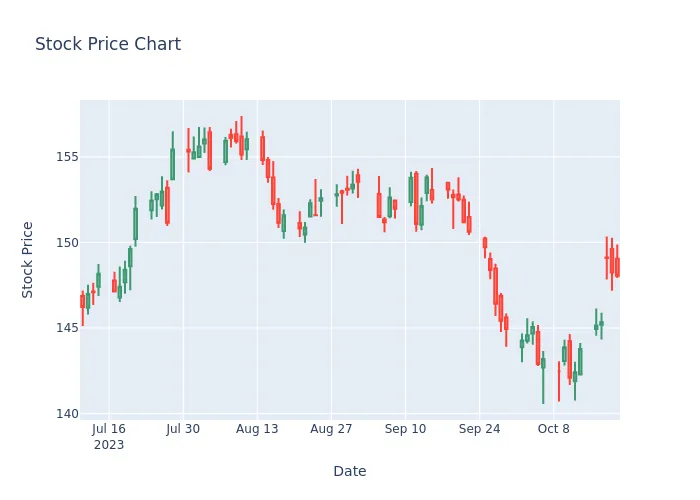 Stock Price Chart
Stock Price
155
150
145
140
Jul 16
2023
Jul 30
Aug 13
Aug 27
Sep 10
Sep 24
Oct 8
Date